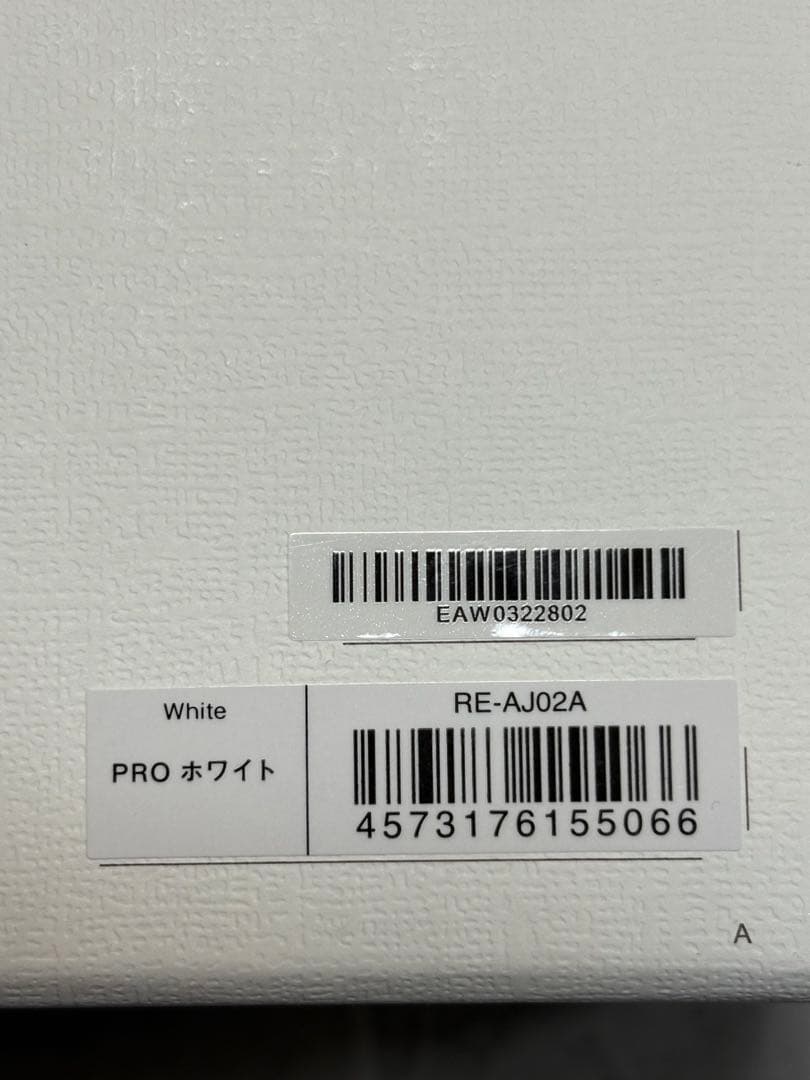 EAW0322802
White
PRO ホワイト
RE-AJ02A
4573176155066
A